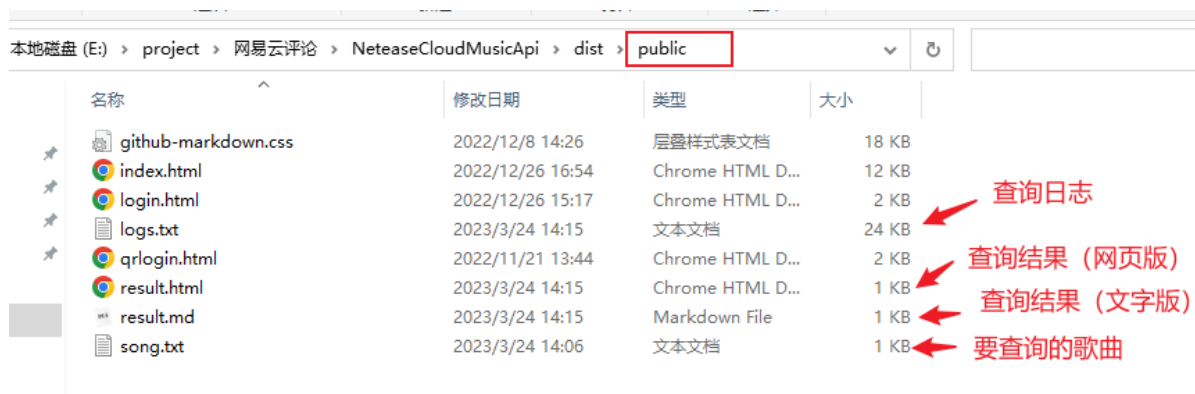 本地磁盘 (E:) › project › 网易云评论 › NeteaseCloudMusicApi › dist › public
名称 修改日期 类型 大小
github-markdown.css 2022/12/8 14:26 层叠样式表文档 18 KB
index.html 2022/12/26 16:54 Chrome HTML D... 12 KB
login.html 2022/12/26 15:17 Chrome HTML D... 2 KB
查询日志
logs.txt 2023/3/24 14:15 文本文档 24 KB
qrlogin.html 2022/11/21 13:44 Chrome HTML D... 2 KB
查询结果（网页版）
result.html 2023/3/24 14:15 Chrome HTML D... 1 KB
查询结果（文字版）
result.md 2023/3/24 14:15 Markdown File 1 KB
song.txt 2023/3/24 14:06 文本文档 1 KB
要查询的歌曲